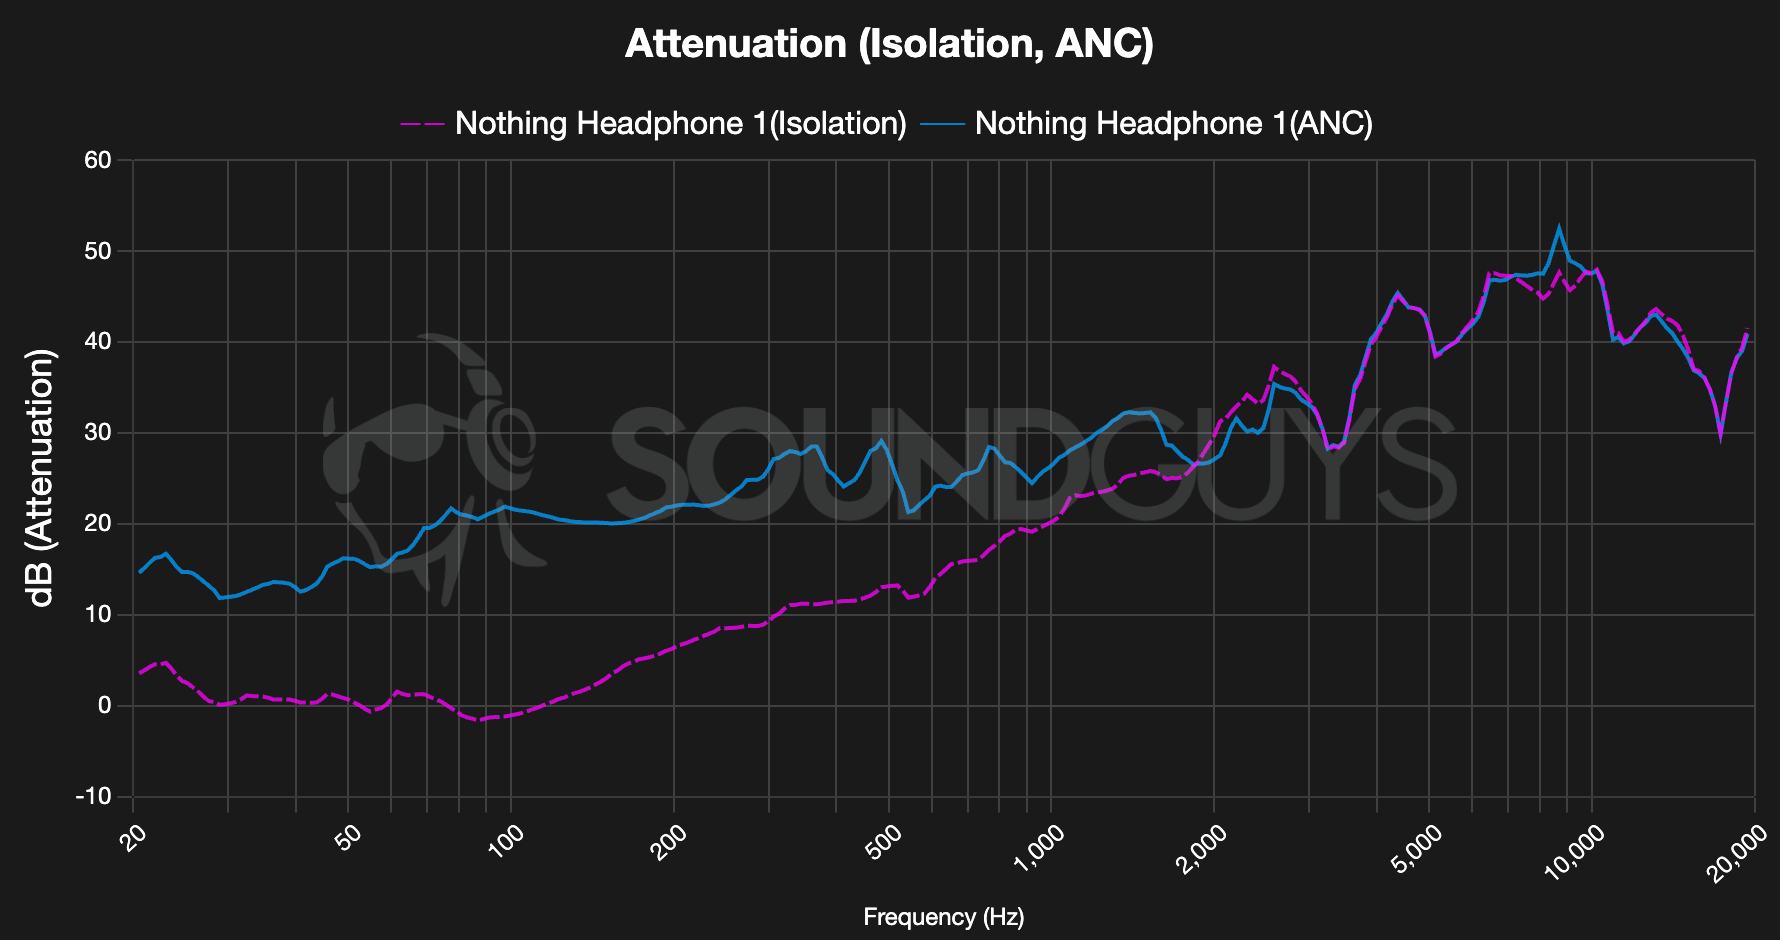 Attenuation (Isolation, ANC)
Nothing Headphone 1(Isolation) Nothing Headphone 1(ANC)
60
50
40
30
20
10
0
-10
dB (Attenuation)
SOUNDGUYS
20 50 100 200 500 1,000 2,000 5,000 10,000 20,000
Frequency (Hz)